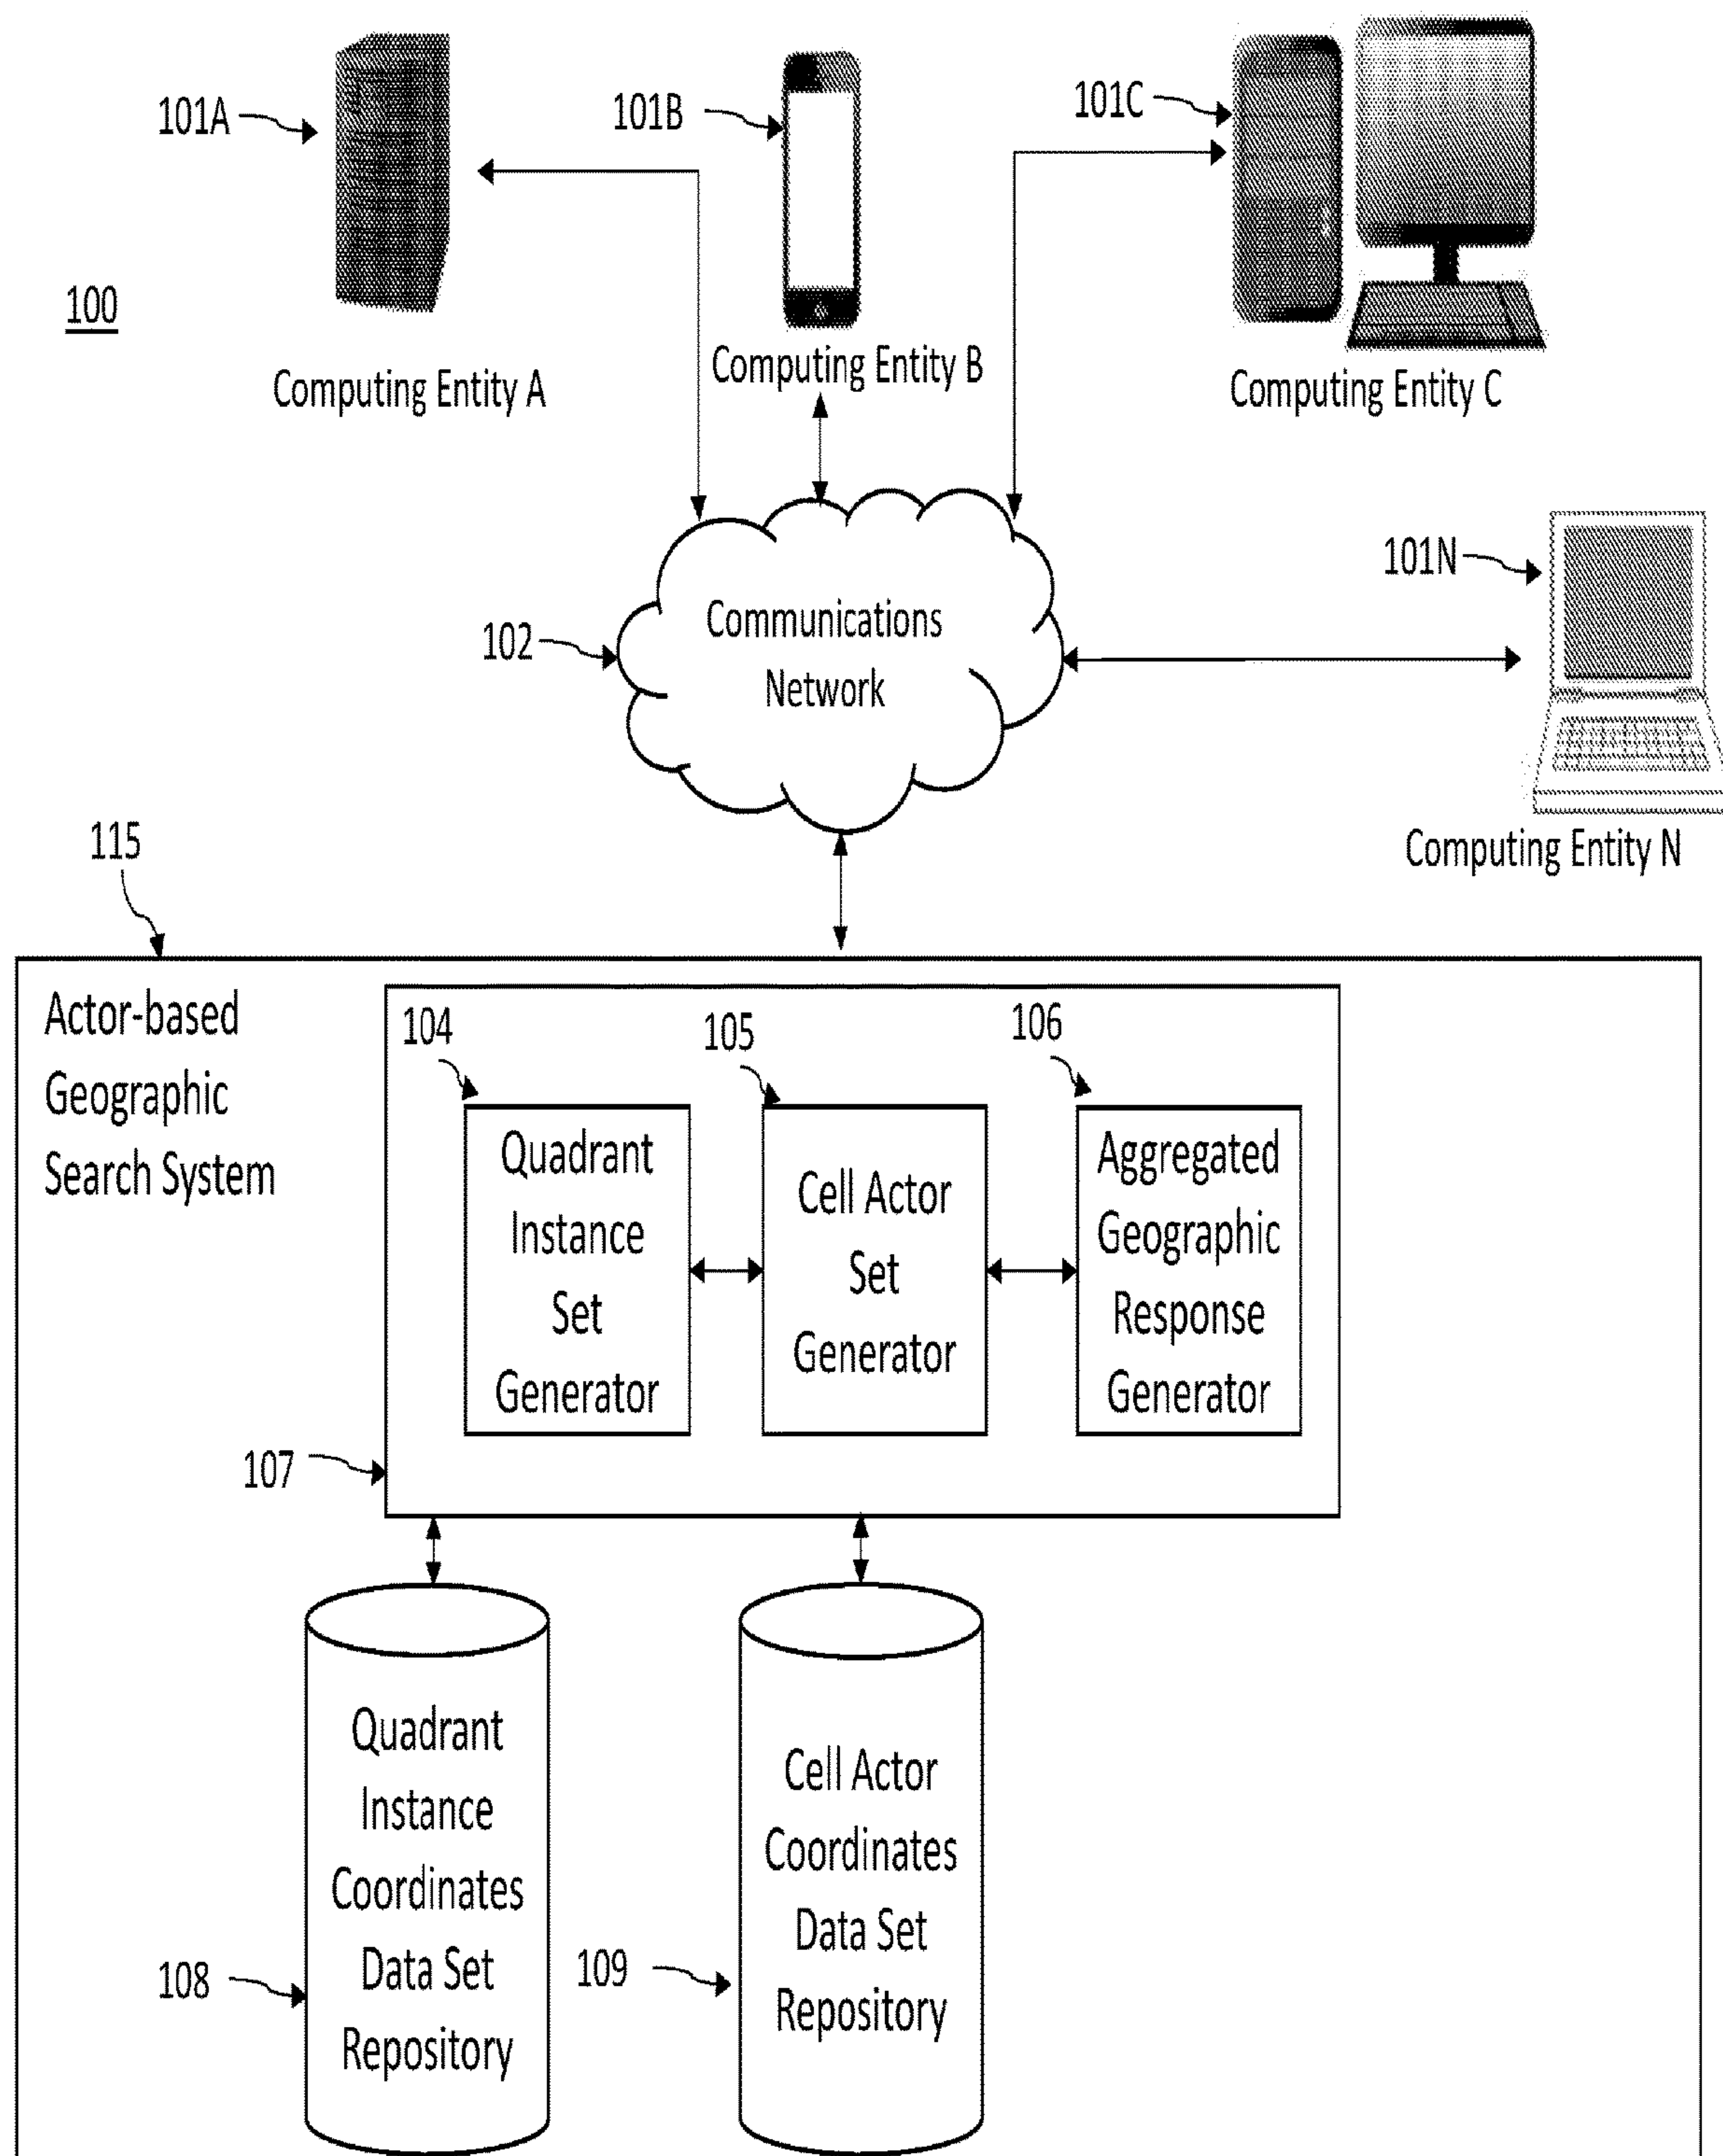 101A
101B
101C
100
Computing Entity A
Computing Entity B
Computing Entity C
101N
102
Communications
Network
Computing Entity N
115
Actor-based
Geographic
Search System
104
105
106
Quadrant
Instance
Set
Generator
Cell Actor
Set
Generator
Aggregated
Geographic
Response
Generator
107
Quadrant
Instance
Coordinates
Data Set
Repository
Cell Actor
Coordinates
Data Set
Repository
108
109